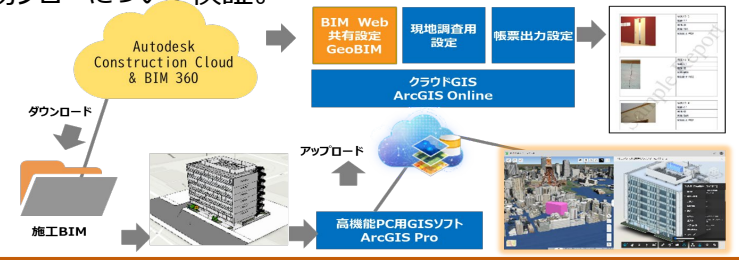 Autodesk
Construction Cloud
& BIM 360
BIM Web
共有設定
GeoBIM
現地調査用
設定
帳票出力設定
クラウドGIS
ArcGIS Online
Sample Report
ダウンロード
アップロード
施工BIM
高機能PC用GISソフト
ArcGIS Pro